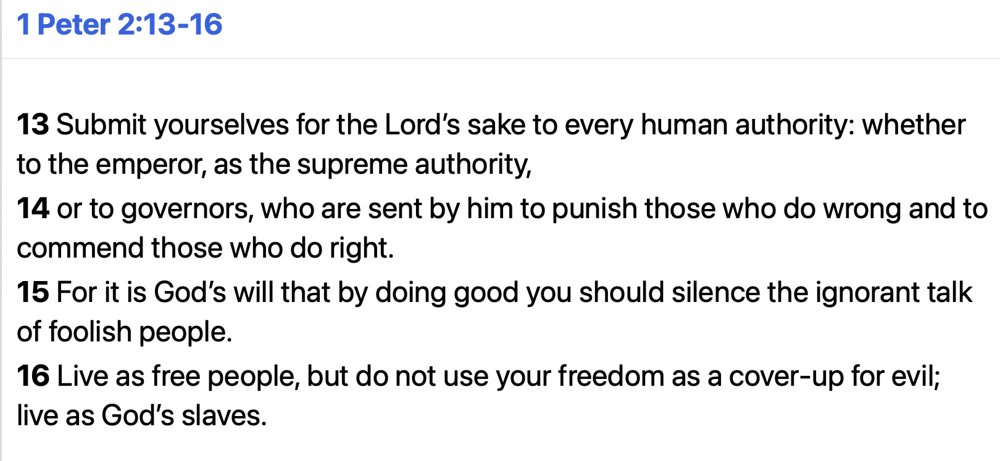 1 Peter 2:13-16
13 Submit yourselves for the Lord’s sake to every human authority: whether
to the emperor, as the supreme authority,
14 or to governors, who are sent by him to punish those who do wrong and to
commend those who do right.
15 For it is God’s will that by doing good you should silence the ignorant talk
of foolish people.
16 Live as free people, but do not use your freedom as a cover-up for evil;
live as God’s slaves.